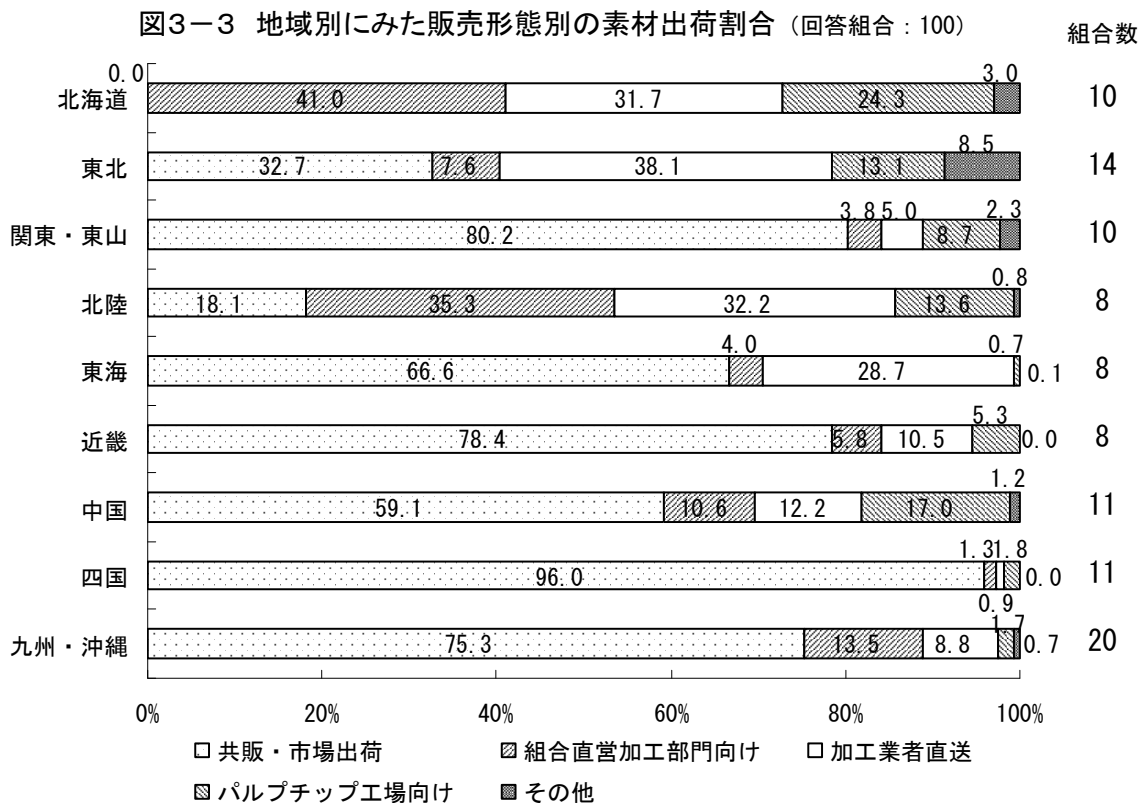 図3-3 地域別にみた販売形態別の素材出荷割合（回答組合：100）
組合数
0.0 3.0
北海道 41.0 31.7 24.3 10
8.5
東北 32.7 7.6 38.1 13.1 14
3.8 5.0 2.3
関東・東山 80.2 8.7 10
0.8
北陸 18.1 35.3 32.2 13.6 8
4.0 0.7
東海 66.6 28.7 0.1 8
5.3
近畿 78.4 5.8 10.5 0.0 8
1.2
中国 59.1 10.6 12.2 17.0 11
1.3 1.8
四国 96.0 0.0 11
0.9
1.7
九州・沖縄 75.3 13.5 8.8 0.7 20
0% 20% 40% 60% 80% 100%
共販・市場出荷 組合直営加工部門向け 加工業者直送
パルプチップ工場向け その他